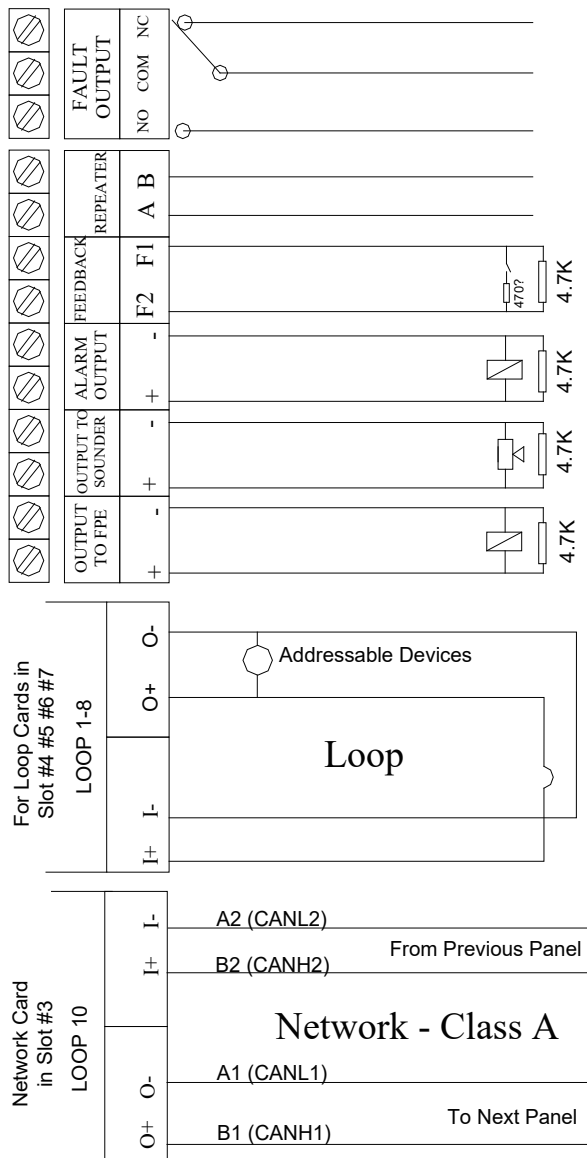 FAULT
OUTPUT
NO COM NC
REPEATER
A B
FEEDBACK
F2 F1
470?
4.7K
ALARM
OUTPUT
+ -
4.7K
OUTPUT TO
SOUNDER
+ -
4.7K
OUTPUT
TO FPE
+ -
4.7K
For Loop Cards in
Slot #4 #5 #6 #7
LOOP 1-8
I+ I- O+ O-
Addressable Devices
Loop
Network Card
in Slot #3
LOOP 10
O+ O- I+ I-
A2 (CANL2)
From Previous Panel
B2 (CANH2)
Network - Class A
A1 (CANL1)
To Next Panel
B1 (CANH1)